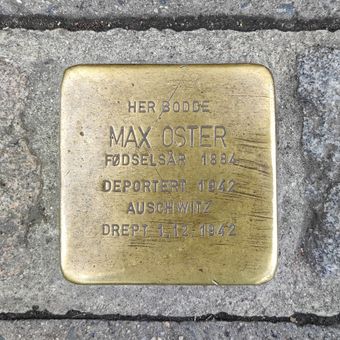 HER BODDE
MAX OSTER
FØDSELSÅR 1884
DEPORTERT 1942
AUSCHWITZ
DREPT 1.12.1942